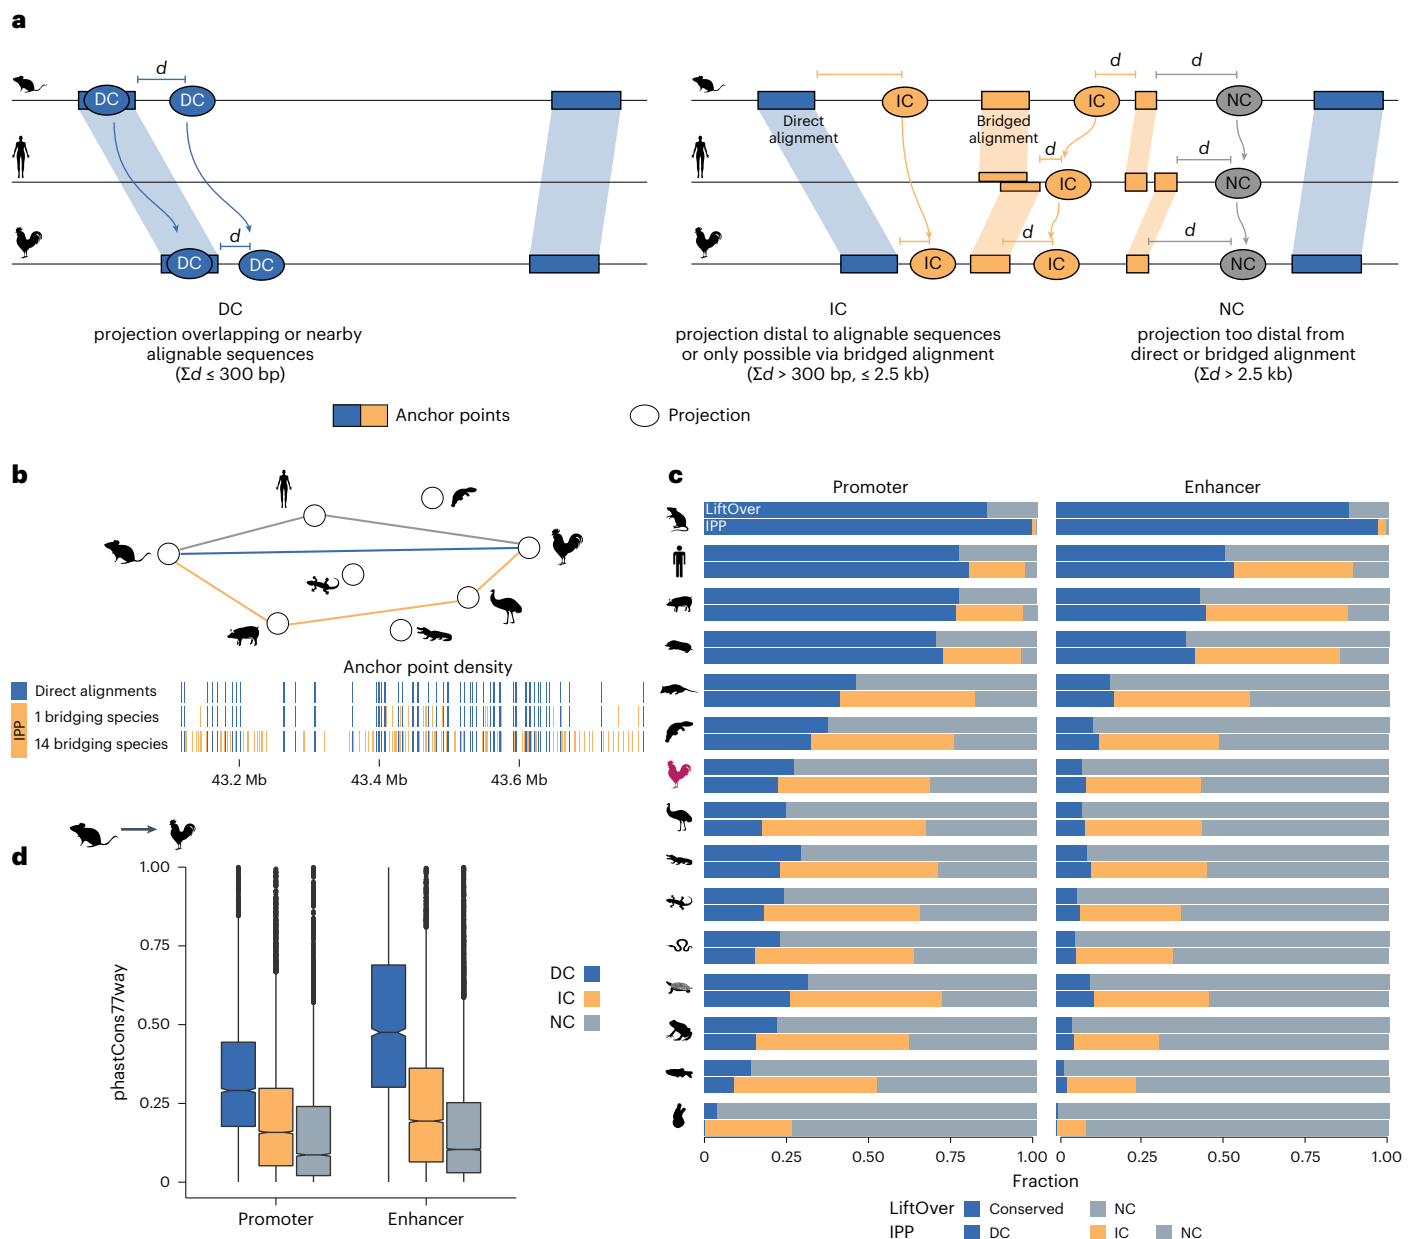 a
d
DC
DC
d
DC
DC
DC
projection overlapping or nearby
alignable sequences
(Σd ≤ 300 bp)
d
d
IC
IC
NC
Direct
alignment
Bridged
alignment
d
d
IC
NC
d
d
IC
IC
NC
IC
projection distal to alignable sequences
or only possible via bridged alignment
(Σd > 300 bp, ≤ 2.5 kb)
NC
projection too distal from
direct or bridged alignment
(Σd > 2.5 kb)
Anchor points
Projection
b
Anchor point density
Direct alignments
IPP
1 bridging species
14 bridging species
43.2 Mb
43.4 Mb
43.6 Mb
c
Promoter
Enhancer
LiftOver
IPP
0
0.25
0.50
0.75
1.00
0
0.25
0.50
0.75
1.00
Fraction
LiftOver
Conserved
NC
IPP
DC
IC
NC
d
phastCons77way
1.00
0.75
0.50
0.25
0
Promoter
Enhancer
DC
IC
NC